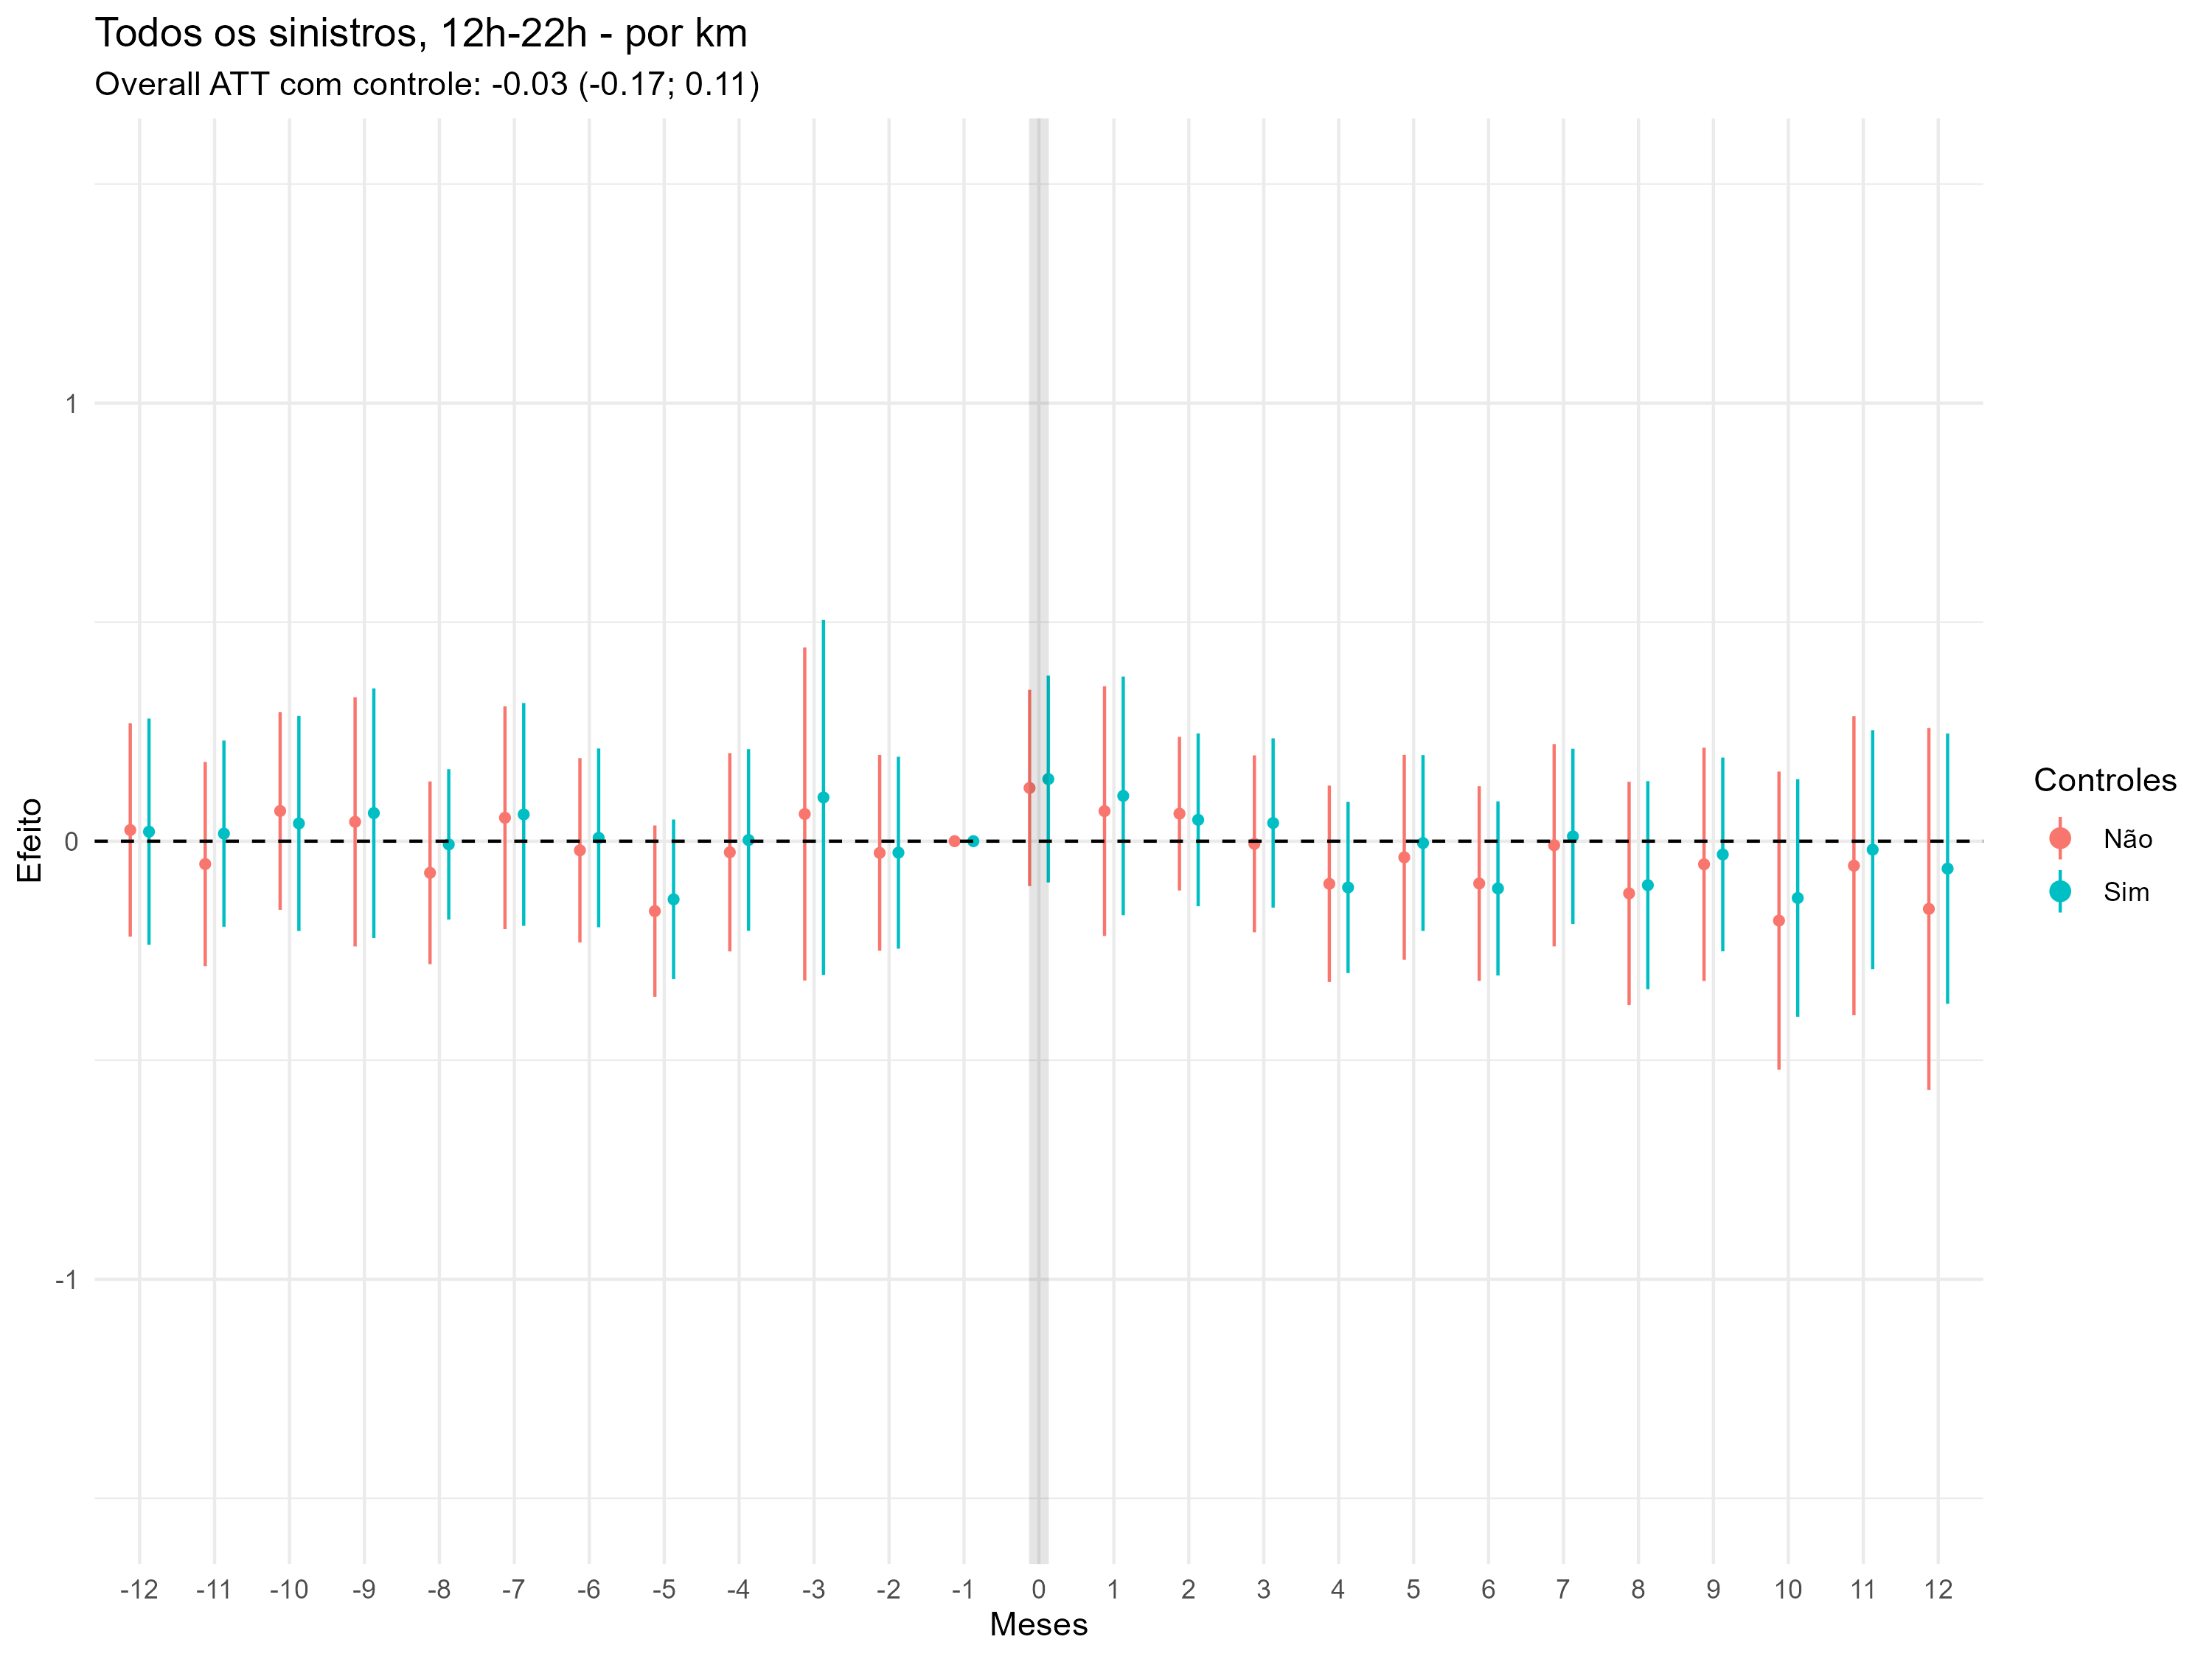 Todos os sinistros, 12h-22h - por km
Overall ATT com controle: -0.03 (-0.17; 0.11)
Efeito
1
0
-1
-12 -11 -10 -9 -8 -7 -6 -5 -4 -3 -2 -1 0 1 2 3 4 5 6 7 8 9 10 11 12
Meses
Controles
Não
Sim